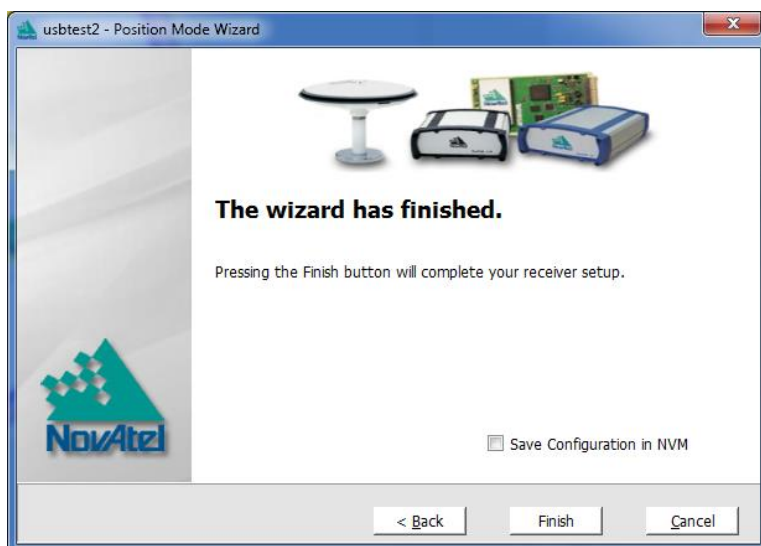 usbtest2 - Position Mode Wizard
The wizard has finished.
Pressing the Finish button will complete your receiver setup.
NovAtel
Save Configuration in NVM
< Back
Finish
Cancel